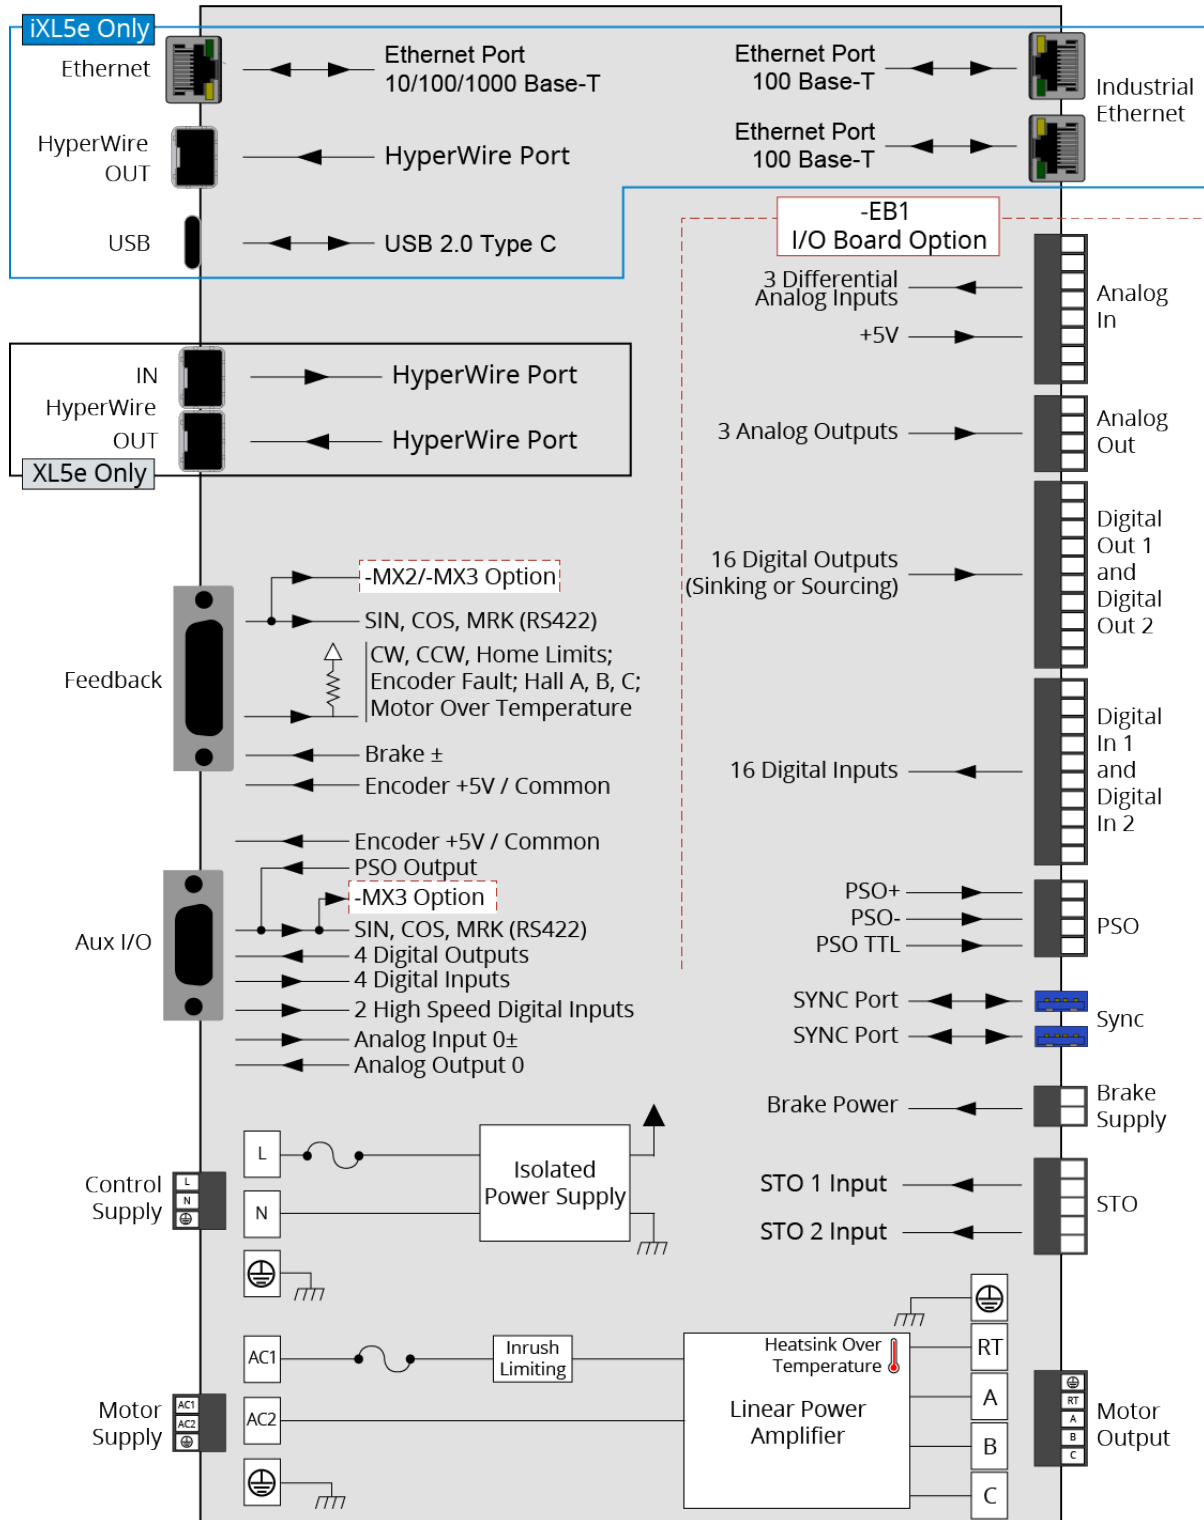 iXL5e Only
Ethernet
Ethernet Port
10/100/1000 Base-T
HyperWire
OUT
HyperWire Port
USB
USB 2.0 Type C
Ethernet Port
100 Base-T
Ethernet Port
100 Base-T
Industrial
Ethernet
-EB1
I/O Board Option
3 Differential
Analog Inputs
+5V
Analog
In
IN
HyperWire
OUT
HyperWire Port
HyperWire Port
XL5e Only
3 Analog Outputs
Analog
Out
16 Digital Outputs
(Sinking or Sourcing)
Digital
Out 1
and
Digital
Out 2
Feedback
-MX2/-MX3 Option
SIN, COS, MRK (RS422)
CW, CCW, Home Limits;
Encoder Fault; Hall A, B, C;
Motor Over Temperature
Brake ±
Encoder +5V / Common
16 Digital Inputs
Digital
In 1
and
Digital
In 2
Aux I/O
Encoder +5V / Common
PSO Output
-MX3 Option
SIN, COS, MRK (RS422)
4 Digital Outputs
4 Digital Inputs
2 High Speed Digital Inputs
Analog Input 0±
Analog Output 0
PSO+
PSO-
PSO TTL
PSO
SYNC Port
SYNC Port
Sync
Brake Power
Brake
Supply
Control
Supply
L
N
L
N
Isolated
Power Supply
STO 1 Input
STO 2 Input
STO
Motor
Supply
AC1
AC2
AC1
AC2
Inrush
Limiting
Heatsink Over
Temperature
Linear Power
Amplifier
RT
A
B
C
RT
A
B
C
Motor
Output